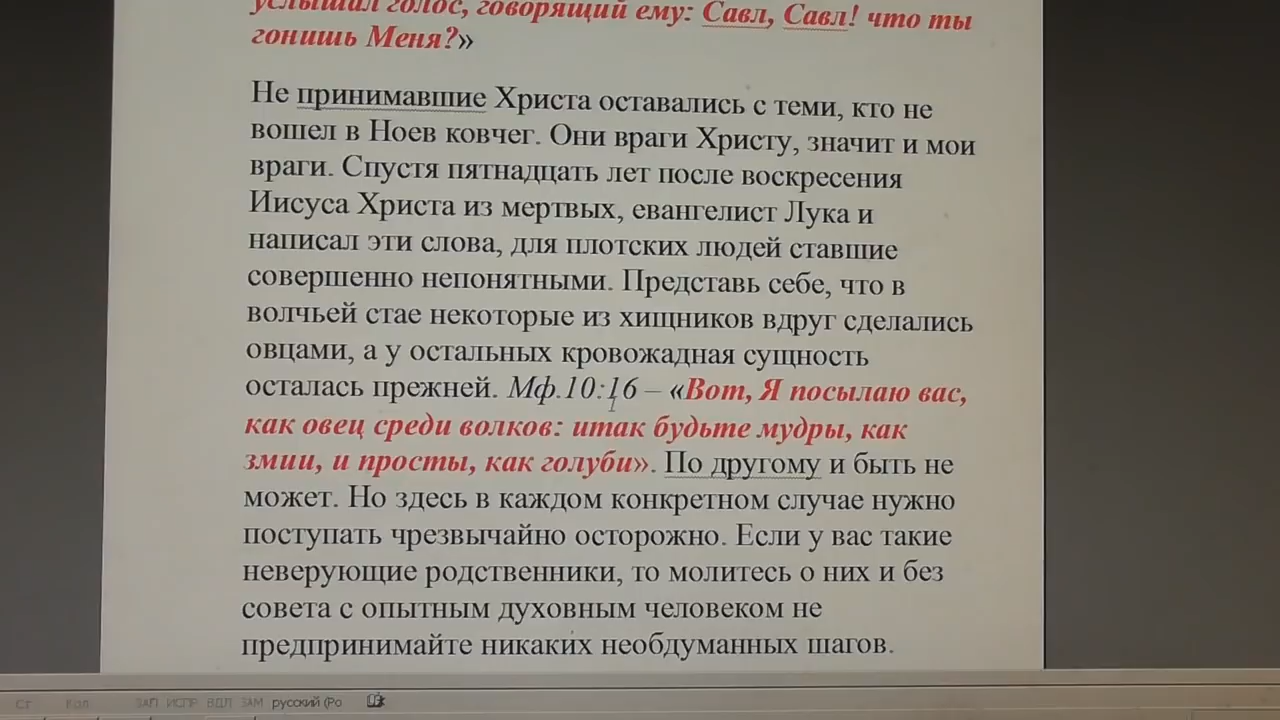 услышал голос, говорящий ему: Савл, Савл! что ты
гонишь Меня?»
Не принимавшие Христа оставались с теми, кто не
вошел в Ноев ковчег. Они враги Христу, значит и мои
враги. Спустя пятнадцать лет после воскресения
Иисуса Христа из мертвых, евангелист Лука и
написал эти слова, для плотских людей ставшие
совершенно непонятными. Представь себе, что в
волчьей стае некоторые из хищников вдруг сделались
овцами, а у остальных кровожадная сущность
осталась прежней. Мф.10:16 – «Вот, Я посылаю вас,
как овец среди волков: итак будьте мудры, как
змии, и просты, как голуби». По другому и быть не
может. Но здесь в каждом конкретном случае нужно
поступать чрезвычайно осторожно. Если у вас такие
неверующие родственники, то молитесь о них и без
совета с опытным духовным человеком не
предпринимайте никаких необдуманных шагов.
Ст Кол ЗАП ИСПР ВДЛ ЗАМ русский (Ро